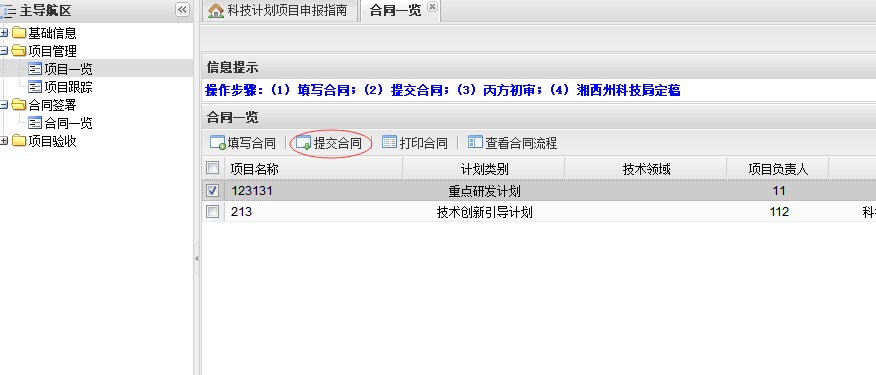 主导航区
基础信息
项目管理
项目一览
项目跟踪
合同签署
合同一览
项目验收
科技计划项目申报指南
合同一览
信息提示
操作步骤：(1) 填写合同；(2) 提交合同；(3) 丙方初审；(4) 湘西州科技局定稿
合同一览
填写合同 提交合同 打印合同 查看合同流程
项目名称 计划类别 技术领域 项目负责人
123131 重点研发计划 11
213 技术创新引导计划 112 科